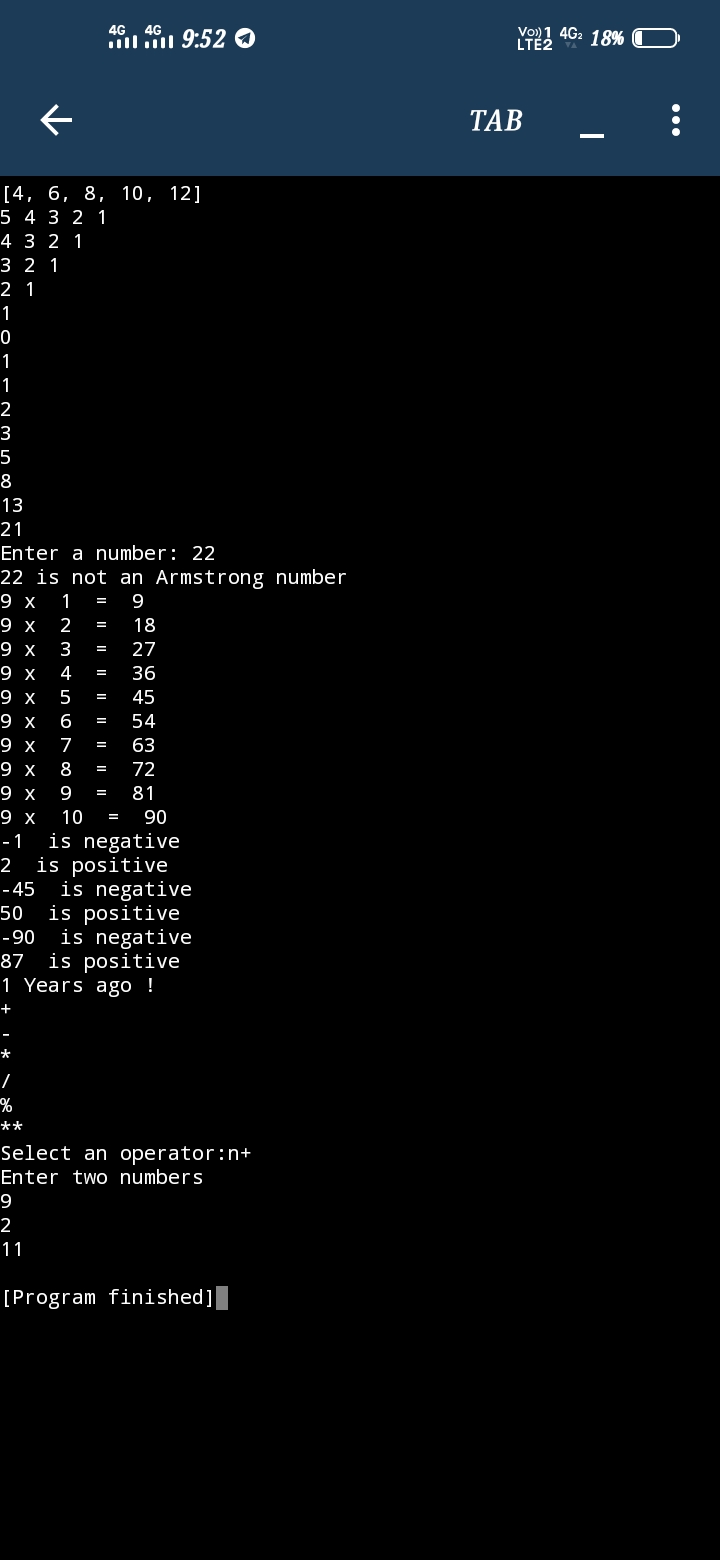 4G 4G 9:52 Vo)) 1 LTE2 4G2 18%
TAB _
[4, 6, 8, 10, 12]
5 4 3 2 1
4 3 2 1
3 2 1
2 1
1
0
1
1
2
3
5
8
13
21
Enter a number: 22
22 is not an Armstrong number
9 x  1  =  9
9 x  2  =  18
9 x  3  =  27
9 x  4  =  36
9 x  5  =  45
9 x  6  =  54
9 x  7  =  63
9 x  8  =  72
9 x  9  =  81
9 x  10  =  90
-1  is negative
2  is positive
-45  is negative
50  is positive
-90  is negative
87  is positive
1 Years ago !
+
-
*
/
%
**
Select an operator:n+
Enter two numbers
9
2
11
[Program finished]